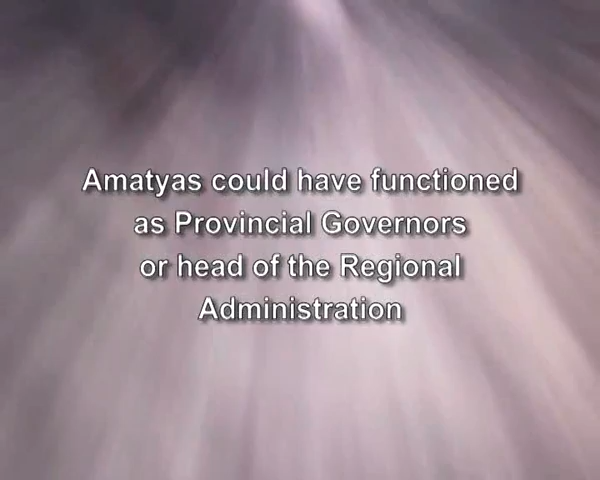 Amatyas could have functioned
as Provincial Governors
or head of the Regional
Administration